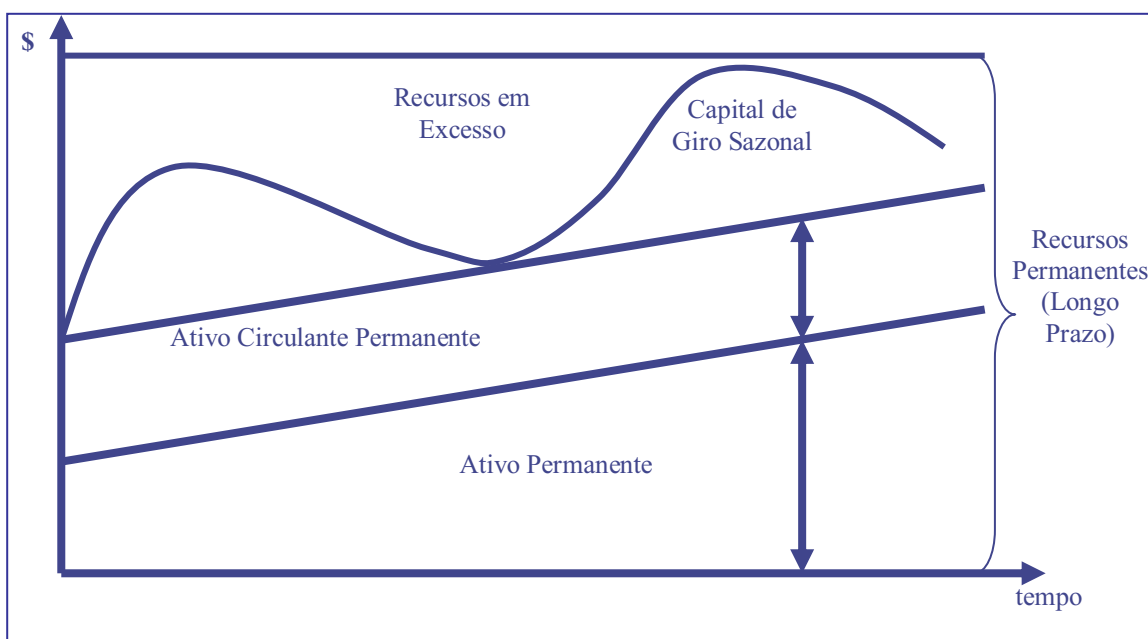 $
Recursos em
Excesso
Capital de
Giro Sazonal
Recursos
Permanentes
(Longo
Prazo)
Ativo Circulante Permanente
Ativo Permanente
tempo